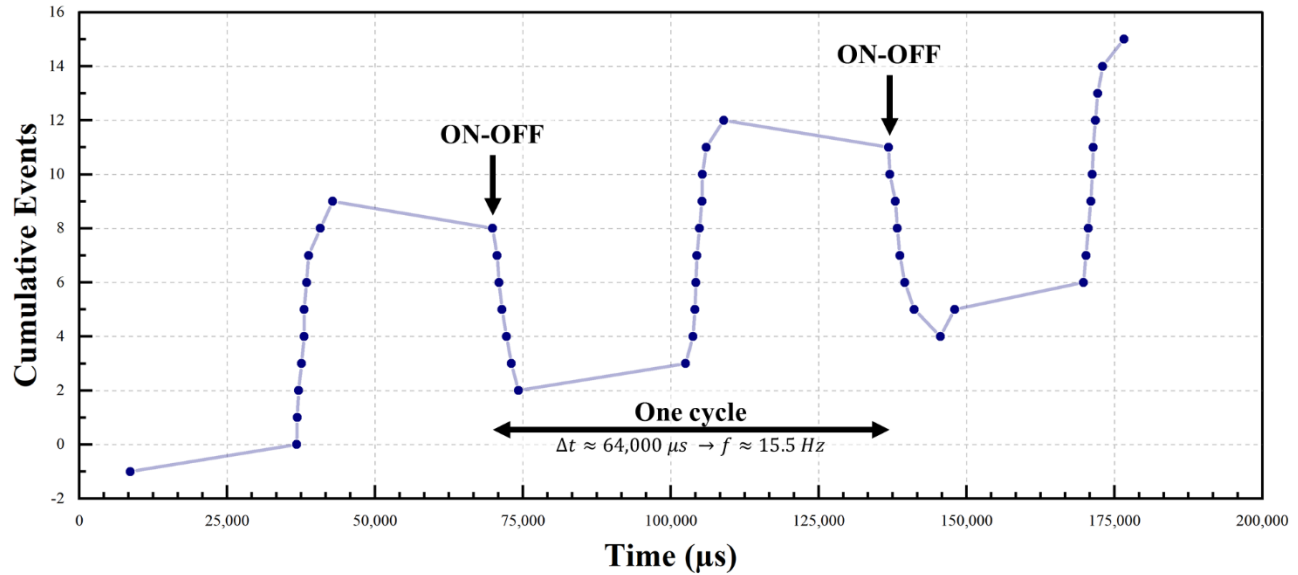 16
14
12
10
8
6
4
2
0
-2
Cumulative Events
ON-OFF
ON-OFF
One cycle
Δt ≈ 64,000 μs → f ≈ 15.5 Hz
0 25,000 50,000 75,000 100,000 125,000 150,000 175,000 200,000
Time (μs)